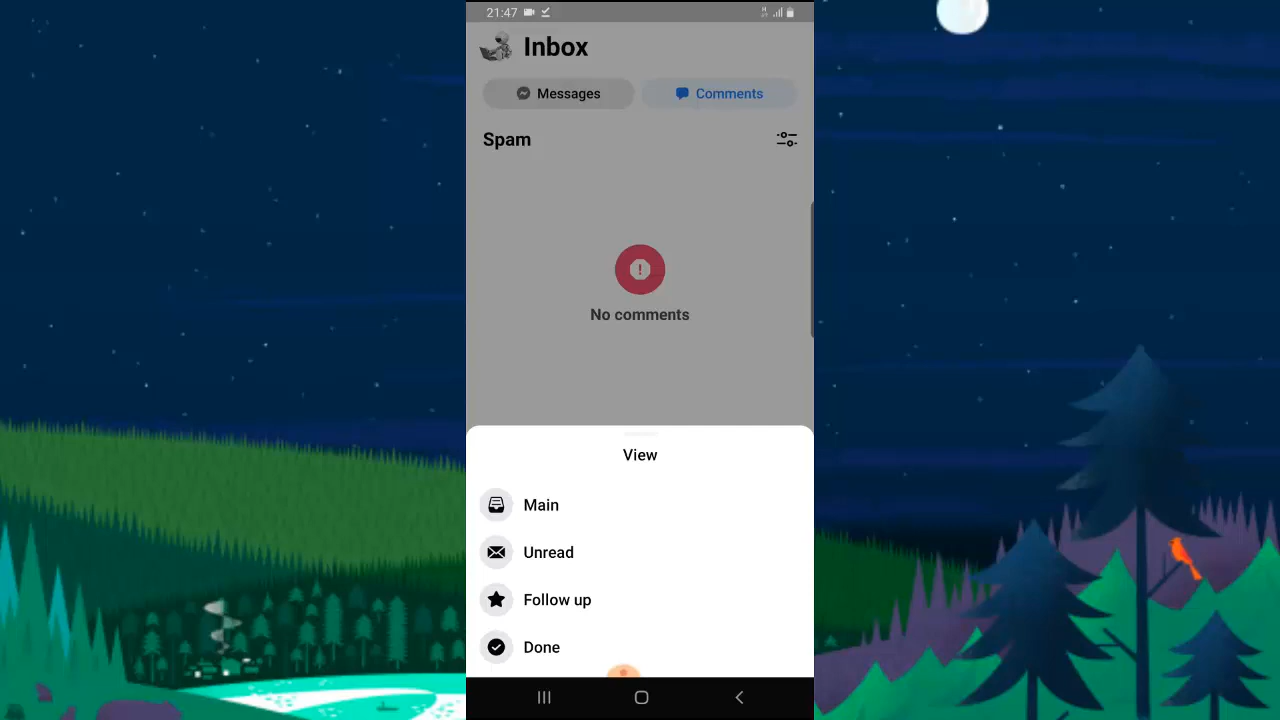 21:47
Inbox
Messages
Comments
Spam
No comments
View
Main
Unread
Follow up
Done